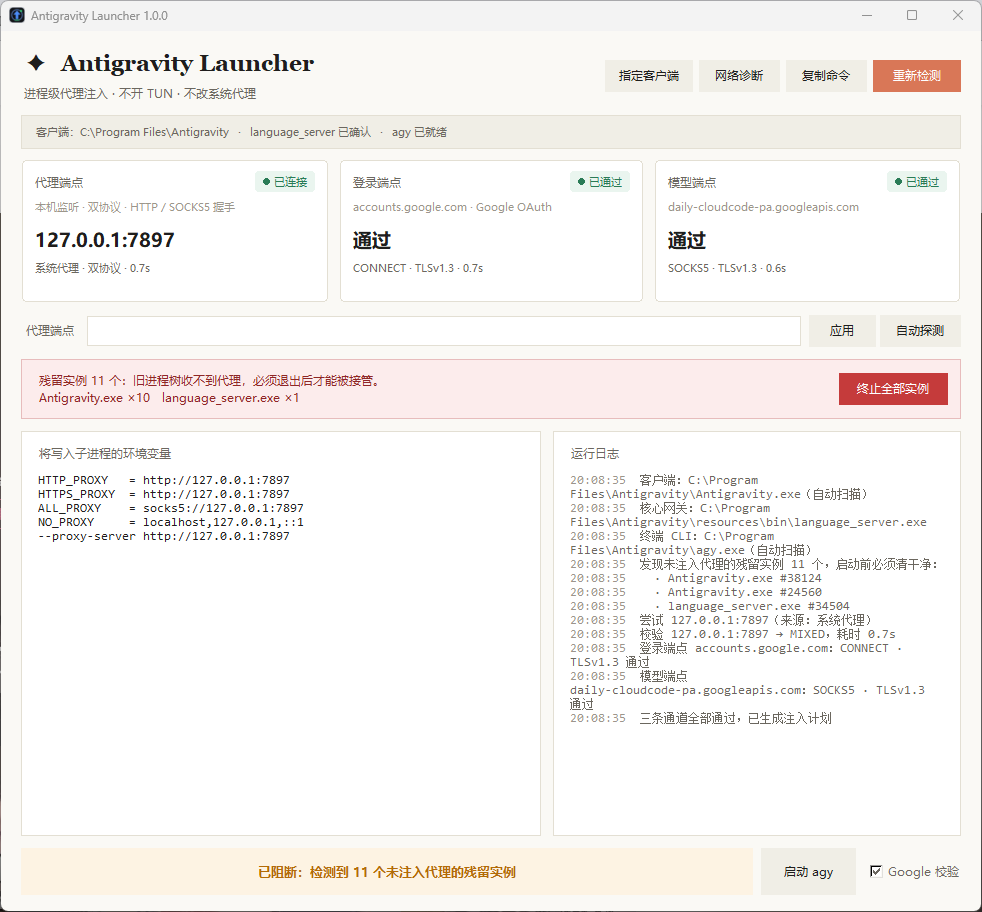 Antigravity Launcher 1.0.0
Antigravity Launcher
进程级代理注入 · 不开 TUN · 不改系统代理
指定客户端
网络诊断
复制命令
重新检测
客户端：C:\Program Files\Antigravity · language_server 已确认 · agy 已就绪
代理端点
已连接
本机监听 · 双协议 · HTTP / SOCKS5 握手
127.0.0.1:7897
系统代理 · 双协议 · 0.7s
登录端点
已通过
accounts.google.com · Google OAuth
通过
CONNECT · TLSv1.3 · 0.7s
模型端点
已通过
daily-cloudcode-pa.googleapis.com
通过
SOCKS5 · TLSv1.3 · 0.6s
代理端点
应用
自动探测
残留实例 11 个：旧进程树收不到代理，必须退出后才能被接管。
Antigravity.exe ×10 language_server.exe ×1
终止全部实例
将写入子进程的环境变量
HTTP_PROXY = http://127.0.0.1:7897
HTTPS_PROXY = http://127.0.0.1:7897
ALL_PROXY = socks5://127.0.0.1:7897
NO_PROXY = localhost,127.0.0.1,::1
--proxy-server http://127.0.0.1:7897
运行日志
20:08:35 客户端：C:\Program
Files\Antigravity\Antigravity.exe（自动扫描）
20:08:35 核心网关：C:\Program
Files\Antigravity\resources\bin\language_server.exe
20:08:35 终端 CLI：C:\Program
Files\Antigravity\agy.exe（自动扫描）
20:08:35 发现未注入代理的残留实例 11 个，启动前必须清干净：
20:08:35 · Antigravity.exe #38124
20:08:35 · Antigravity.exe #24560
20:08:35 · language_server.exe #34504
20:08:35 尝试 127.0.0.1:7897（来源：系统代理）
20:08:35 校验 127.0.0.1:7897 → MIXED，耗时 0.7s
20:08:35 登录端点 accounts.google.com：CONNECT ·
TLSv1.3 通过
20:08:35 模型端点
daily-cloudcode-pa.googleapis.com：SOCKS5 · TLSv1.3
通过
20:08:35 三条通道全部通过，已生成注入计划
已阻断：检测到 11 个未注入代理的残留实例
启动 agy
Google 校验